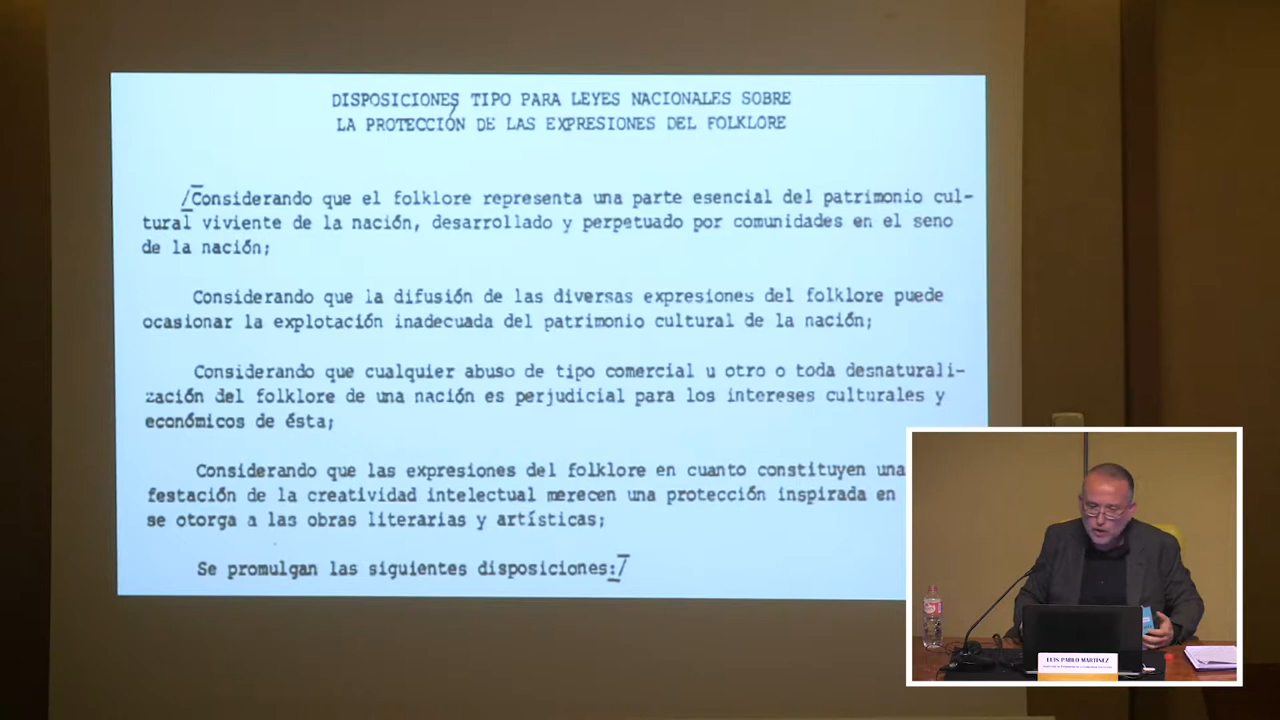 DISPOSICIONES TIPO PARA LEYES NACIONALES SOBRE
LA PROTECCIÓN DE LAS EXPRESIONES DEL FOLKLORE
/Considerando que el folklore representa una parte esencial del patrimonio cul-
tural viviente de la nación, desarrollado y perpetuado por comunidades en el seno
de la nación;
Considerando que la difusión de las diversas expresiones del folklore puede
ocasionar la explotación inadecuada del patrimonio cultural de la nación;
Considerando que cualquier abuso de tipo comercial u otro o toda desnaturali-
zación del folklore de una nación es perjudicial para los intereses culturales y
económicos de ésta;
Considerando que las expresiones del folklore en cuanto constituyen una
festación de la creatividad intelectual merecen una protección inspirada en
se otorga a las obras literarias y artísticas;
Se promulgan las siguientes disposiciones:/
LUIS PABLO MARTÍNEZ